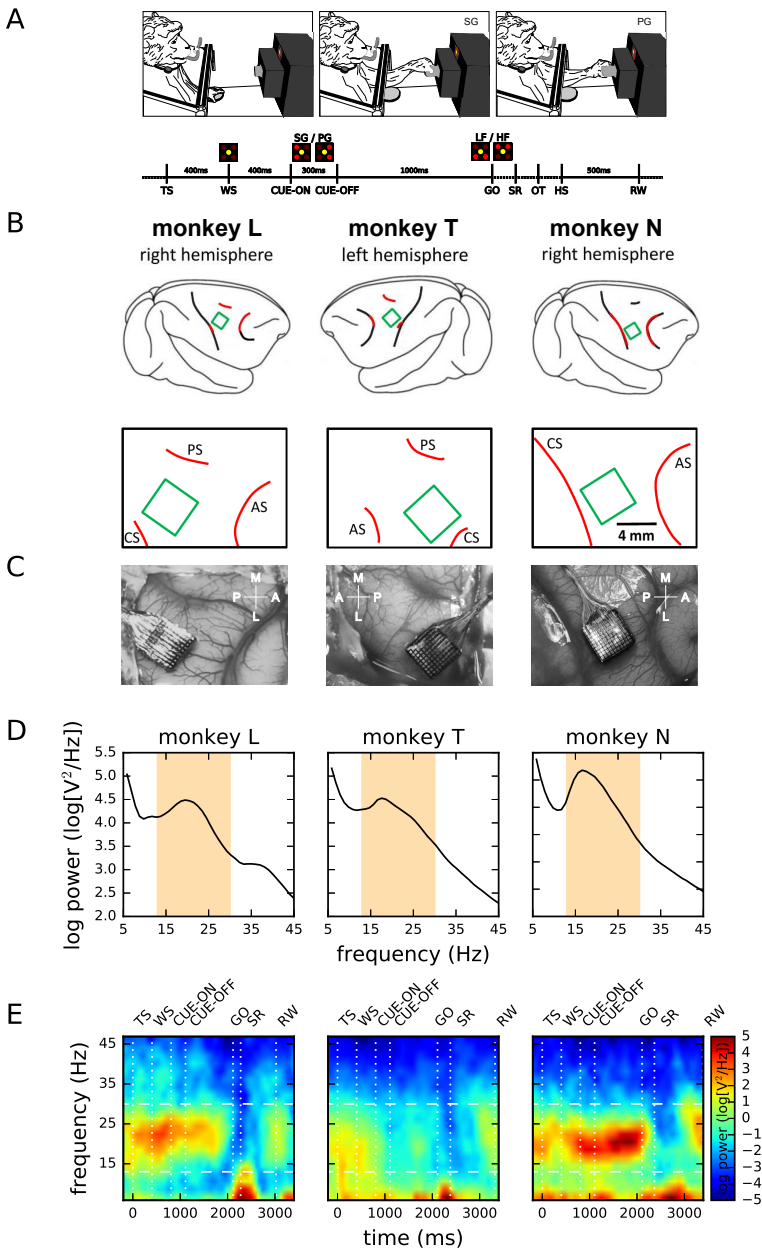 A
SG
PG
SG / PG
LF / HF
400ms
400ms
300ms
1000ms
500ms
TS
WS
CUE-ON
CUE-OFF
GO
SR
OT
HS
RW
B
monkey L
monkey T
monkey N
right hemisphere
left hemisphere
right hemisphere
PS
AS
CS
PS
AS
CS
CS
AS
4 mm
C
M
P
A
L
M
A
P
L
M
P
A
L
D
monkey L
monkey T
monkey N
log power (log[V²/Hz])
5.5
5.0
4.5
4.0
3.5
3.0
2.5
2.0
5 15 25 35 45
5 15 25 35 45
5 15 25 35 45
frequency (Hz)
E
TS WS CUE-ON CUE-OFF GO SR RW
TS WS CUE-ON CUE-OFF GO SR RW
TS WS CUE-ON CUE-OFF GO SR RW
frequency (Hz)
45
35
25
15
0 1000 2000 3000
0 1000 2000 3000
0 1000 2000 3000
time (ms)
5
4
3
2
1
0
−1
−2
−3
−4
−5
log power (log[V²/Hz])